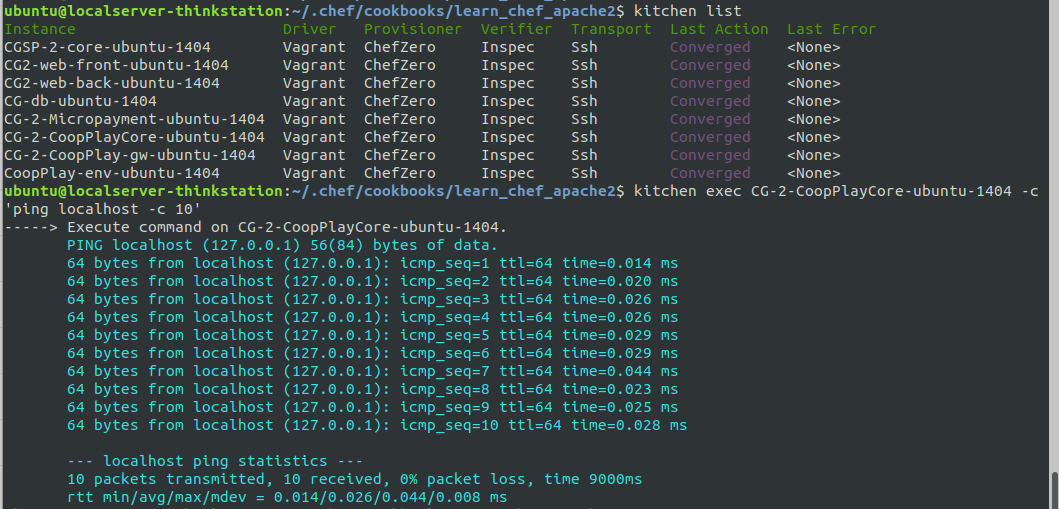 ubuntu@localserver-thinkstation:~/.chef/cookbooks/learn_chef_apache2$ kitchen list
Instance Driver Provisioner Verifier Transport Last Action Last Error
CGSP-2-core-ubuntu-1404 Vagrant ChefZero Inspec Ssh Converged <None>
CG2-web-front-ubuntu-1404 Vagrant ChefZero Inspec Ssh Converged <None>
CG2-web-back-ubuntu-1404 Vagrant ChefZero Inspec Ssh Converged <None>
CG-db-ubuntu-1404 Vagrant ChefZero Inspec Ssh Converged <None>
CG-2-Micropayment-ubuntu-1404 Vagrant ChefZero Inspec Ssh Converged <None>
CG-2-CoopPlayCore-ubuntu-1404 Vagrant ChefZero Inspec Ssh Converged <None>
CG-2-CoopPlay-gw-ubuntu-1404 Vagrant ChefZero Inspec Ssh Converged <None>
CoopPlay-env-ubuntu-1404 Vagrant ChefZero Inspec Ssh Converged <None>
ubuntu@localserver-thinkstation:~/.chef/cookbooks/learn_chef_apache2$ kitchen exec CG-2-CoopPlayCore-ubuntu-1404 -c
'ping localhost -c 10'
-----> Execute command on CG-2-CoopPlayCore-ubuntu-1404.
PING localhost (127.0.0.1) 56(84) bytes of data.
64 bytes from localhost (127.0.0.1): icmp_seq=1 ttl=64 time=0.014 ms
64 bytes from localhost (127.0.0.1): icmp_seq=2 ttl=64 time=0.020 ms
64 bytes from localhost (127.0.0.1): icmp_seq=3 ttl=64 time=0.026 ms
64 bytes from localhost (127.0.0.1): icmp_seq=4 ttl=64 time=0.026 ms
64 bytes from localhost (127.0.0.1): icmp_seq=5 ttl=64 time=0.029 ms
64 bytes from localhost (127.0.0.1): icmp_seq=6 ttl=64 time=0.029 ms
64 bytes from localhost (127.0.0.1): icmp_seq=7 ttl=64 time=0.044 ms
64 bytes from localhost (127.0.0.1): icmp_seq=8 ttl=64 time=0.023 ms
64 bytes from localhost (127.0.0.1): icmp_seq=9 ttl=64 time=0.025 ms
64 bytes from localhost (127.0.0.1): icmp_seq=10 ttl=64 time=0.028 ms
--- localhost ping statistics ---
10 packets transmitted, 10 received, 0% packet loss, time 9000ms
rtt min/avg/max/mdev = 0.014/0.026/0.044/0.008 ms